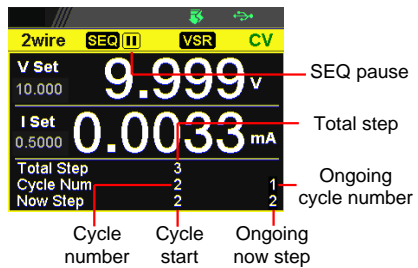 2wire SEQ VSR CV
V Set
10.000
9.999 V
SEQ pause
I Set
0.5000
0.0033 mA
Total step
Total Step 3
Cycle Num 2 1
Now Step 2 2
Ongoing
cycle number
Cycle
number
Cycle
start
Ongoing
now step